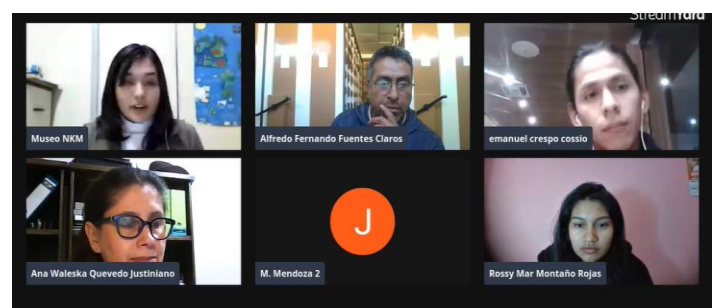 StreamYard
Museo NKM
Alfredo Fernando Fuentes Claros
emanuel crespo cossio
Ana Waleska Quevedo Justiniano
J
M. Mendoza 2
Rossy Mar Montaño Rojas